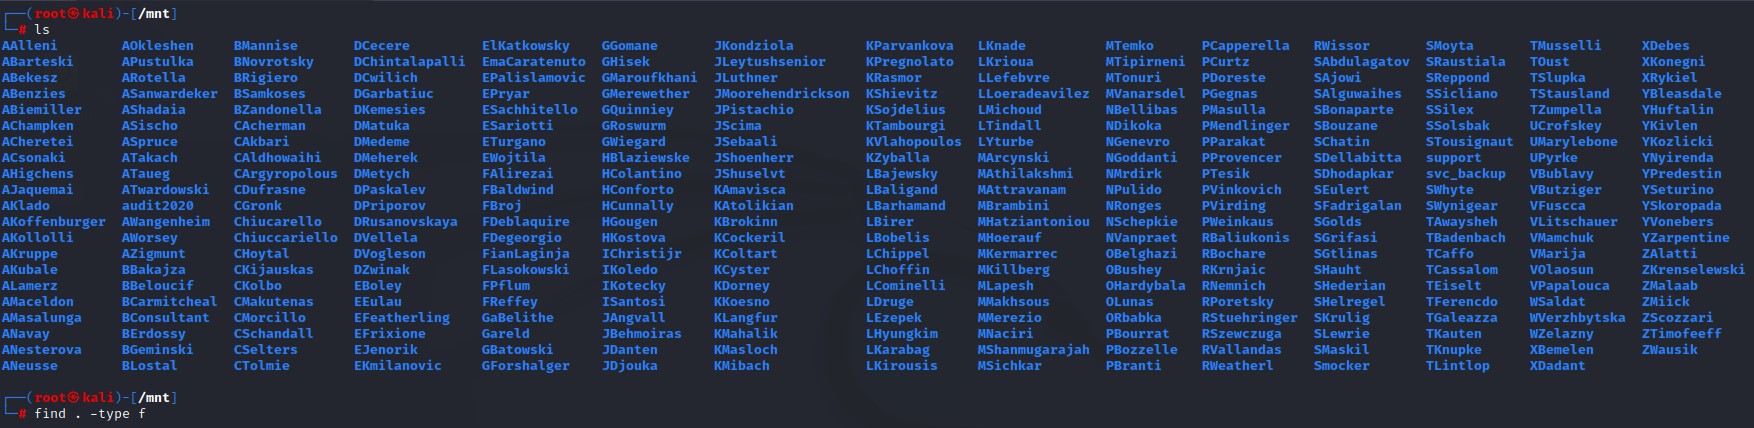 ┌──(root㉿kali)-[/mnt]
└─# ls
AAlleni AOkleshen BMannise DCecere ElKatkowsky GGomane JKondziola KParvankova LKnade MTemko PCapperella RWissor SMoyta TMusselli XDebes
ABarteski APustulka BNovrotsky DChintalapalli EmaCaratenuto GHisek JLeytushsenior KPregnolato LKrioua MTipirneni PCurtz SAbdulagatov SRaustiala TOust XKonegni
ABekesz ARotella BRigiero DCwilich EPalislamovic GMaroufkhani JLuthner KRasmor LLefebvre MTonuri PDoreste SAjowi SReppond TSlupka XRykiel
ABenzies ASanwardeker BSamkoses DGarbatiuc EPryar GMerewether JMoorehendrickson KShievitz LLoeradeavilez MVanarsdel PGegnas SAlguwaihes SSicliano TStausland YBleasdale
ABiemiller AShadaia BZandonella DKemesies ESachhitello GQuinniey JPistachio KSojdelius LMichoud NBellibas PMasulla SBonaparte SSilex TZumpella YHuftalin
AChampken ASischo CAcherman DMatuka ESariotti GRoswurm JScima KTambourgi LTindall NDikoka PMendlinger SBouzane SSolsbak UCrofskey YKivlen
ACheretei ASpruce CAkbari DMedeme ETurgano GWiegard JSebaali KVlahopoulos LYturbe NGenevro PParakat SChatin STousignaut UMarylebone YKozlicki
ACsonaki ATakach CAldhowaihi DMeherek EWojtila HBlaziewske JShoenherr KZyballa MArcynski NGoddanti PProvencer SDellabitta support UPyrke YNyirenda
AHigchens ATaueg CArgyropolous DMetych FAlirezai HColantino JShuselvt LBajewsky MAthilakshmi NMrdirk PTesik SDhodapkar svc_backup VBublavy YPredestin
AJaquemai ATwardowski CDufrasne DPaskalev FBaldwind HConforto KAmavisca LBaligand MAttravanam NPulido PVinkovich SEulert SWhyte VButziger YSeturino
AKlado audit2020 CGronk DPriporov FBroj HCunnally KAtolikian LBarhamand MBrambini NRonges PVirding SFadrigalan SWynigear VFuscca YSkoropada
AKoffenburger AWangenheim Chiucarello DRusanovskaya FDeblaquire HGougen KBrokinn LBirer MHatziantoniou NSchepkie PWeinkaus SGolds TAwaysheh VLitschauer YVonebers
AKollolli AWorsey Chiuccariello DVellela FDegeorgio HKostova KCockeril LBobelis MHoerauf NVanpraet RBaliukonis SGrifasi TBadenbach VMamchuk YZarpentine
AKruppe AZigmunt CHoytal DVogleson FianLaginja IChristijr KColtart LChippel MKermarrec OBelghazi RBochare SGtlinas TCaffo VMarija ZAlatti
AKubale BBakajza CKijauskas DZwinak FLasokowski IKoledo KCyster LChoffin MKillberg OBushey RKrnjaic SHauht TCassalom VOlaosun ZKrenselewski
ALamerz BBeloucif CKolbo EBoley FPflum IKotecky KDorney LCominelli MLapesh OHardybala RNemnich SHederian TEiselt VPapalouca ZMalaab
AMaceldon BCarmitcheal CMakutenas EEulau FReffey ISantosi KKoesno LDruge MMakhsous OLunas RPoretsky SHelregel TFerencdo WSaldat ZMiick
AMasalunga BConsultant CMorcillo EFeatherling GaBelithe JAngvall KLangfur LEzepek MMerezio ORbabka RStuehringer SKrulig TGaleazza WVerzhbytska ZScozzari
ANavay BErdossy CSchandall EFrixione Gareld JBehmoiras KMahalik LHyungkim MNaciri PBourrat RSzewczuga SLewrie TKauten WZelazny ZTimofeeff
ANesterova BGeminski CSelters EJenorik GBatowski JDanten KMasloch LKarabag MShanmugarajah PBozzelle RVallandas SMaskil TKnupke XBemelen ZWausik
ANeusse BLostal CTolmie EKmilanovic GForshalger JDjouka KMibach LKirousis MSichkar PBranti RWeatherl Smocker TLintlop XDadant
┌──(root㉿kali)-[/mnt]
└─# find . -type f